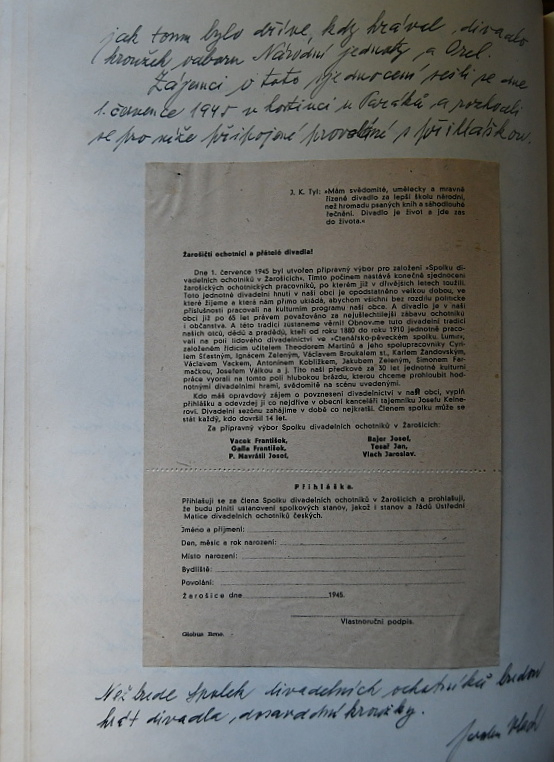 jak tomu bylo dříve, kdy hrával divadlo
kroužek odboru Národní jednoty a Orel.
Zájemci o toto sjednocení sešli se dne
1. července 1945 v hostinci u a rozhodli
se pro níže připojené provolání s přihláškou.
J. K. Tyl: »Mám svědomitě, umělecky a mravně
řízené divadlo za lepší školu národní,
než hromadu psaných knih a sáhodlouhé
řečnění. Divadlo je život a jde zas
do života.«
Žarošičtí ochotníci a přátelé divadla!
Dne 1. července 1945 byl utvořen přípravný výbor pro založení »Spolku di-
vadelních ochotníků v Žarošicích«. Tímto počinem nastává konečně sjednocení
žarošických ochotnických pracovníků, po kterém již v dřívějších letech toužili.
Toto jednotné divadelní hnutí v naší obci je opodstatněno velkou dobou, ve
které žijeme a která nám přímo ukládá, abychom všichni bez rozdílu politické
příslušnosti pracovali na kulturním programu naší obce. A divadlo je v naší
obci již po 65 let právem považováno za nejušlechtilejší zábavu ochotníků
i občanstva. A této tradici zůstaneme věrni! Obnovme tuto divadelní tradici
našich otců, dědů a pradědů, kteří od roku 1880 do roku 1910 jednotně praco-
vali na poli lidového divadelnictví ve »Čtenářsko-pěveckém spolku, Lumír«,
založeném řídícím učitelem Theodorem Martinů a jeho spolupracovníky Cyri-
lem Šťastným, Ignácem Zeleným, Václavem Broukalem st., Karlem Žandovským,
Václavem Vackem, Antonínem Kobližkem, Jakubem Zeleným, Šimonem Far-
mačkou, Josefem Válkou a j. Tito naši předkové za 30 let jednotné kulturní
práce vyorali na tomto poli hlubokou brázdu, kterou chceme prohloubit hod-
notnými divadelními hrami, svědomitě na scénu uvedenými.
Kdo máš opravdový zájem o povznesení divadelnictví v naší obci, vyplň
přihlášku a odevzdej ji co nejdříve v obecní kanceláři tajemníku Josefu Keine-
rovi. Divadelní sezónu zahájíme v době co nejkratší. Členem spolku může se
stát každý, kdo dovršil 14 let.
Za přípravný výbor Spolku divadelních ochotníků v Žarošicích:
Vacek František, Bajer Josef,
Galla František, Tesař Jan,
P. Navrátil Josef, Vlach Jaroslav.
Přihláška.
Přihlašuji se za člena Spolku divadelních ochotníků v Žarošicích a prohlašuji,
že budu plniti ustanovení spolkových stanov, jakož i stanov a řádů Ústřední
Matice divadelních ochotníků českých.
Jméno a příjmení:
Den, měsíc a rok narození:
Místo narození:
Bydliště:
Povolání:
Žarošice dne 1945.
Vlastnoruční podpis.
Globus Brno.
Než bude Spolek divadelních ochotníků budou
hrát divadla, dosavadní kroužky.
Vlach